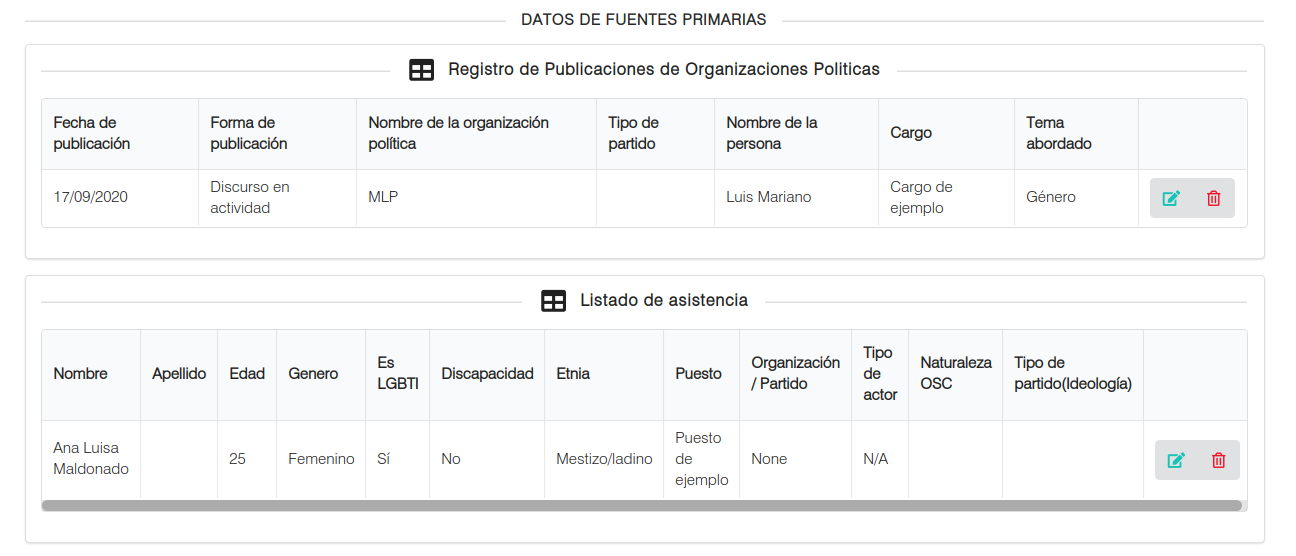 DATOS DE FUENTES PRIMARIAS
Registro de Publicaciones de Organizaciones Politicas
Fecha de publicación
Forma de publicación
Nombre de la organización política
Tipo de partido
Nombre de la persona
Cargo
Tema abordado
17/09/2020
Discurso en actividad
MLP
Luis Mariano
Cargo de ejemplo
Género
Listado de asistencia
Nombre
Apellido
Edad
Genero
Es LGBTI
Discapacidad
Etnia
Puesto
Organización / Partido
Tipo de actor
Naturaleza OSC
Tipo de partido(Ideología)
Ana Luisa Maldonado
25
Femenino
Sí
No
Mestizo/ladino
Puesto de ejemplo
None
N/A